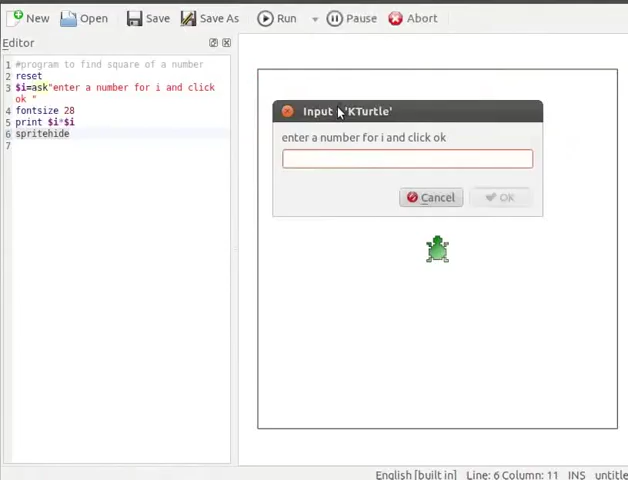 New Open Save Save As Run Pause Abort
Editor
1 #program to find square of a number
2 reset
3 $i=ask"enter a number for i and click
ok "
4 fontsize 28
5 print $i*$i
6 spritehide
7
Input 'KTurtle'
enter a number for i and click ok
Cancel OK
English [built in] Line: 6 Column: 11 INS untitle